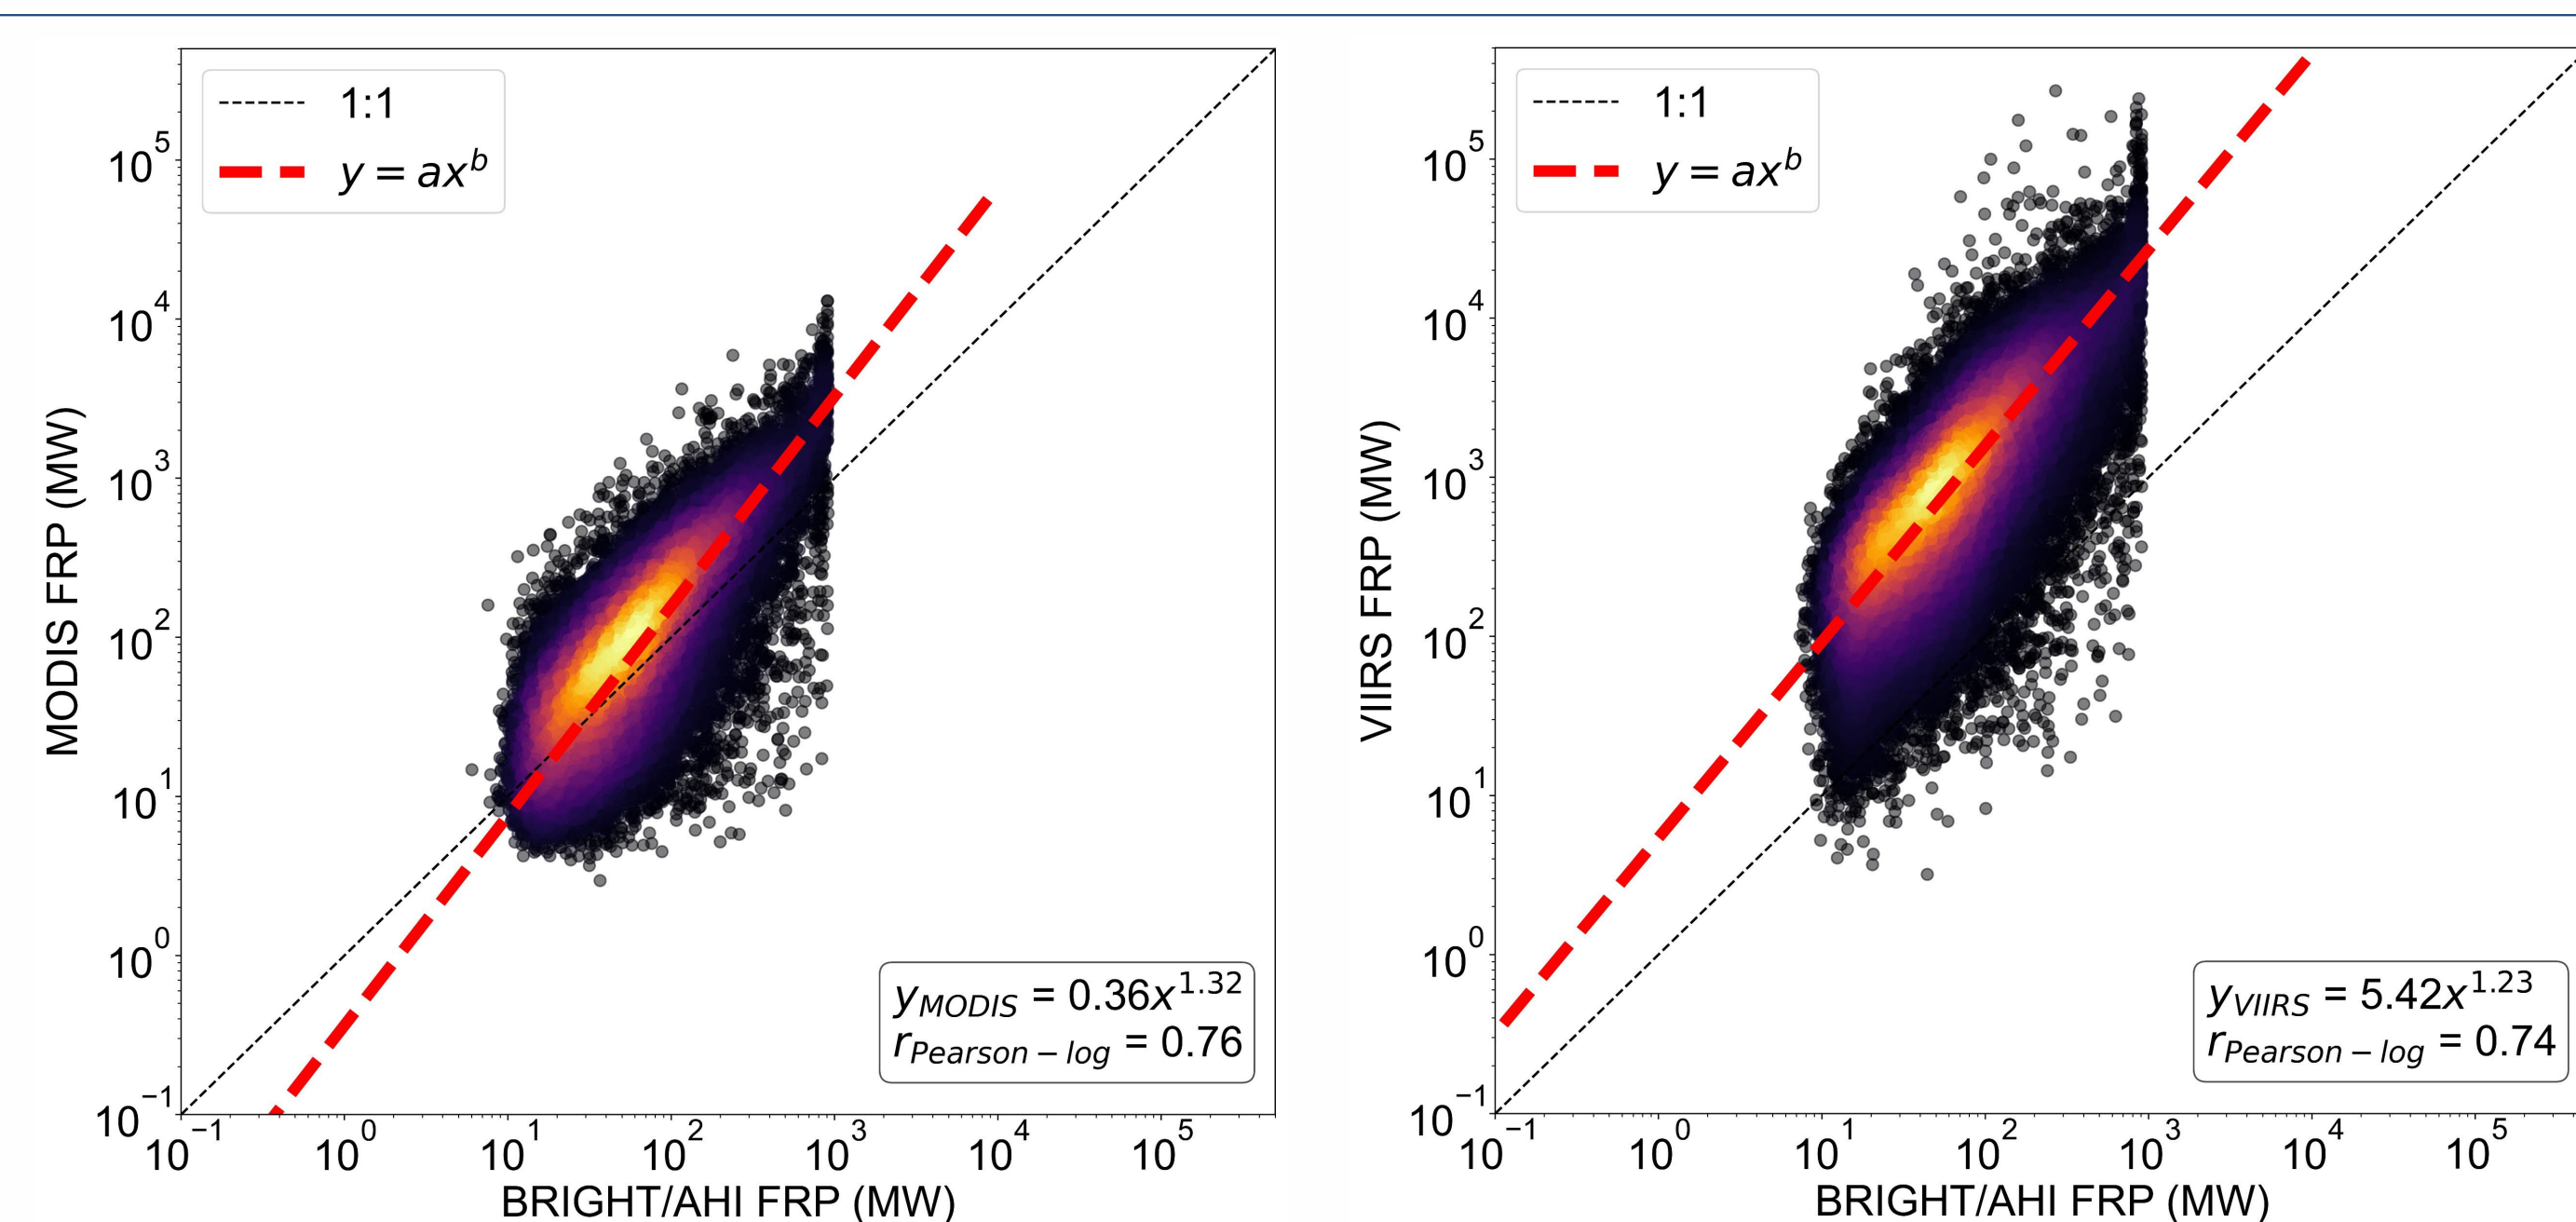 1:1
y = ax^b
10^5
10^4
10^3
10^2
10^1
10^0
10^−1
MODIS FRP (MW)
y_MODIS = 0.36x^1.32
r_Pearson − log = 0.76
10^−1 10^0 10^1 10^2 10^3 10^4 10^5
BRIGHT/AHI FRP (MW)
1:1
y = ax^b
10^5
10^4
10^3
10^2
10^1
10^0
10^−1
VIIRS FRP (MW)
y_VIIRS = 5.42x^1.23
r_Pearson − log = 0.74
10^−1 10^0 10^1 10^2 10^3 10^4 10^5
BRIGHT/AHI FRP (MW)